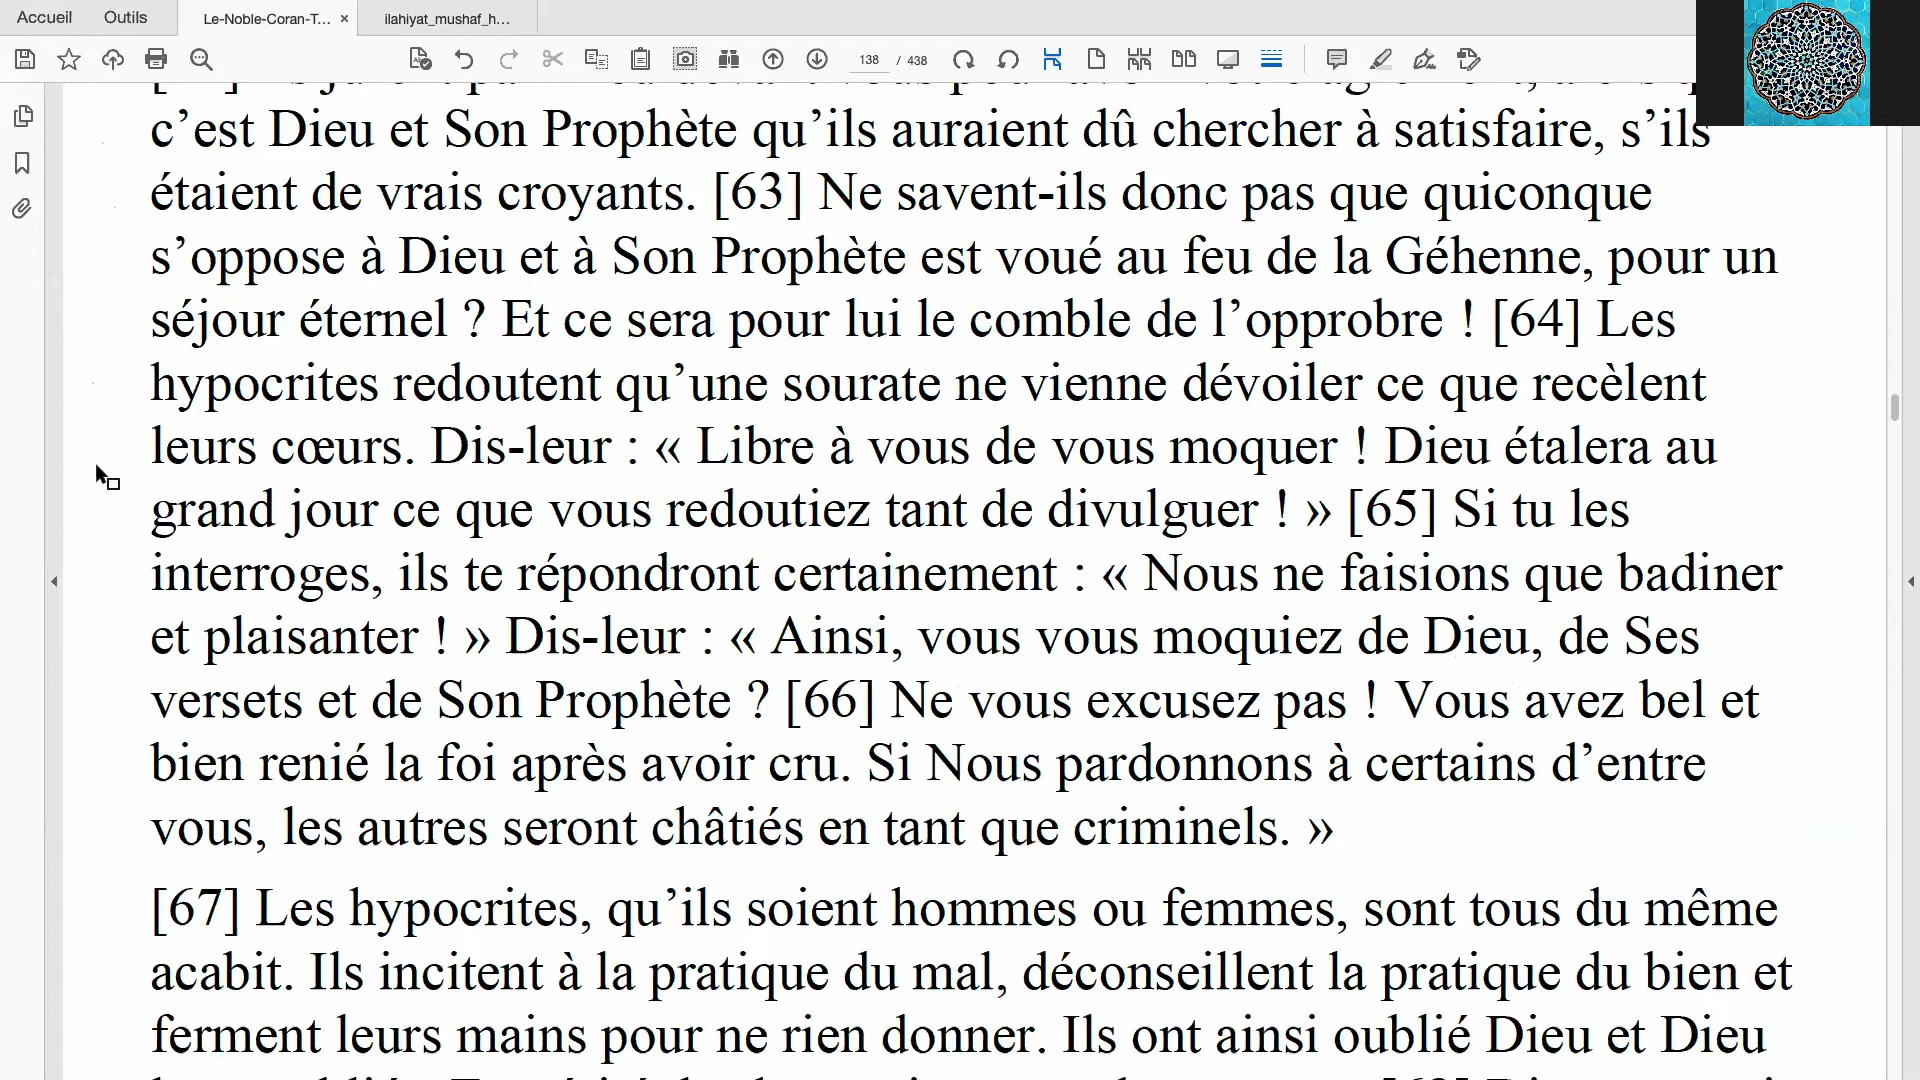 Accueil Outils Le-Noble-Coran-T... × ilahiyat_mushaf_h...
138 / 438
c’est Dieu et Son Prophète qu’ils auraient dû chercher à satisfaire, s’ils
étaient de vrais croyants. [63] Ne savent-ils donc pas que quiconque
s’oppose à Dieu et à Son Prophète est voué au feu de la Géhenne, pour un
séjour éternel ? Et ce sera pour lui le comble de l’opprobre ! [64] Les
hypocrites redoutent qu’une sourate ne vienne dévoiler ce que recèlent
leurs cœurs. Dis-leur : « Libre à vous de vous moquer ! Dieu étalera au
grand jour ce que vous redoutiez tant de divulguer ! » [65] Si tu les
interroges, ils te répondront certainement : « Nous ne faisions que badiner
et plaisanter ! » Dis-leur : « Ainsi, vous vous moquiez de Dieu, de Ses
versets et de Son Prophète ? [66] Ne vous excusez pas ! Vous avez bel et
bien renié la foi après avoir cru. Si Nous pardonnons à certains d’entre
vous, les autres seront châtiés en tant que criminels. »
[67] Les hypocrites, qu’ils soient hommes ou femmes, sont tous du même
acabit. Ils incitent à la pratique du mal, déconseillent la pratique du bien et
ferment leurs mains pour ne rien donner. Ils ont ainsi oublié Dieu et Dieu